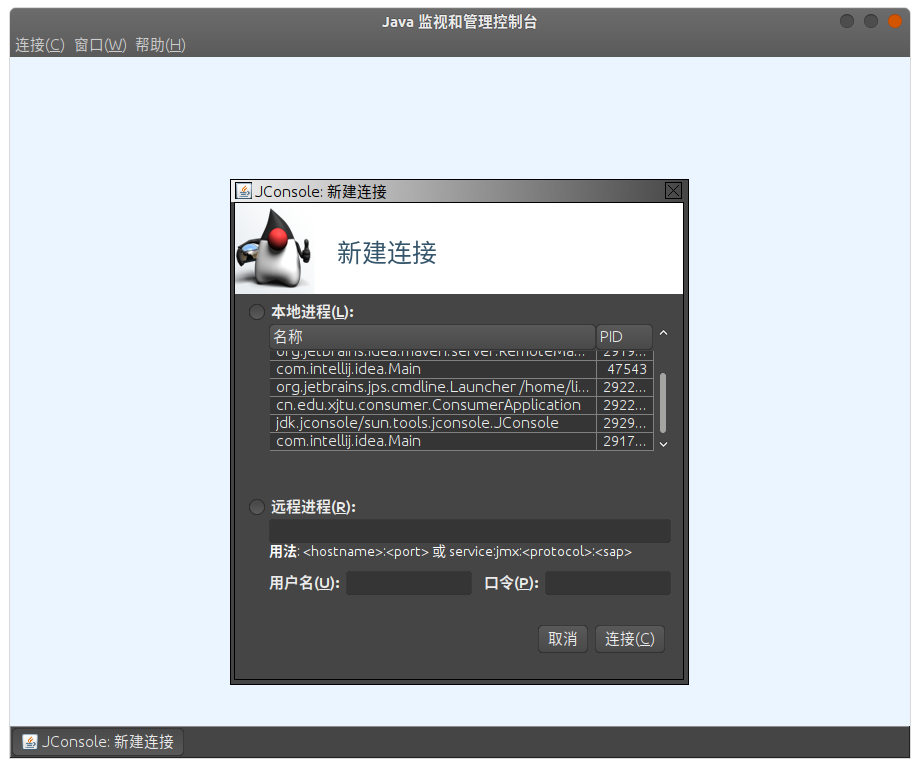 Java 监视和管理控制台
连接(C) 窗口(W) 帮助(H)
JConsole: 新建连接
新建连接
本地进程(L):
名称 PID
org.jetbrains.idea.maven.server.RemoteMa... 2919...
com.intellij.idea.Main 47543
org.jetbrains.jps.cmdline.Launcher /home/li... 2922...
cn.edu.xjtu.consumer.ConsumerApplication 2922...
jdk.jconsole/sun.tools.jconsole.JConsole 2929...
com.intellij.idea.Main 2917...
远程进程(R):
用法: <hostname>:<port> 或 service:jmx:<protocol>:<sap>
用户名(U): 口令(P):
取消 连接(C)
JConsole: 新建连接